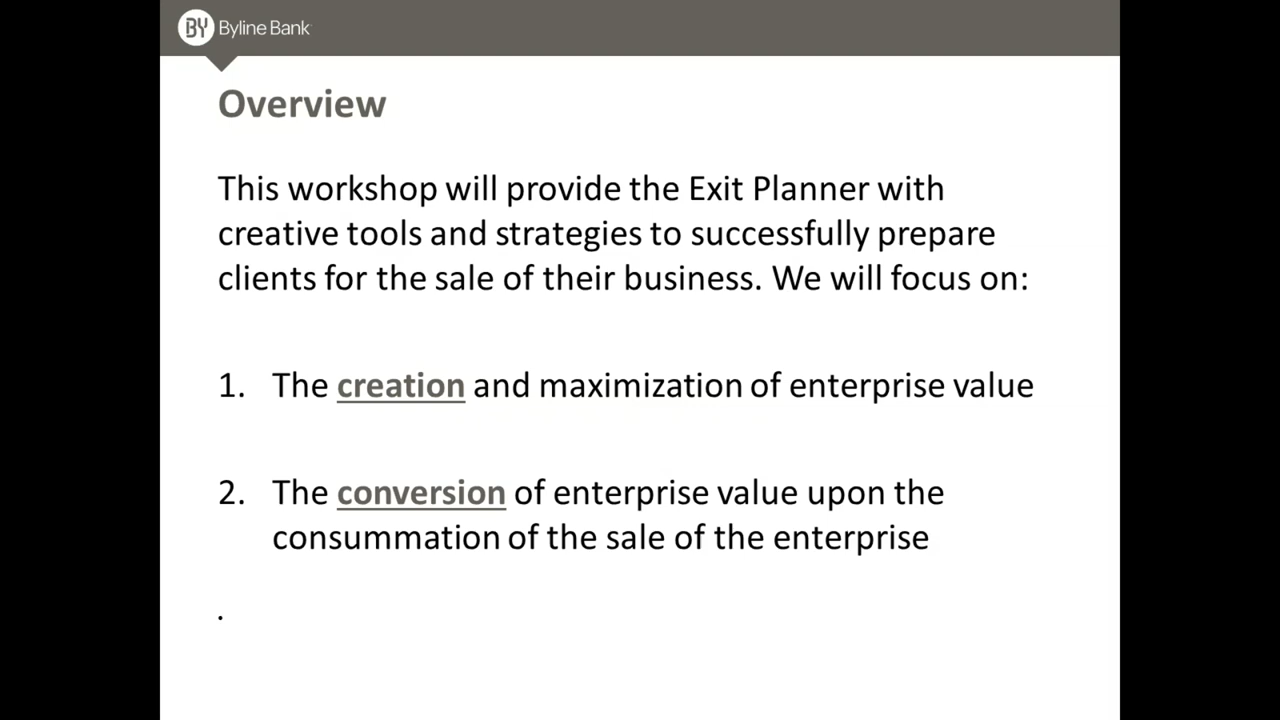 BY Byline Bank
Overview
This workshop will provide the Exit Planner with
creative tools and strategies to successfully prepare
clients for the sale of their business. We will focus on:
1. The creation and maximization of enterprise value
2. The conversion of enterprise value upon the
consummation of the sale of the enterprise
.